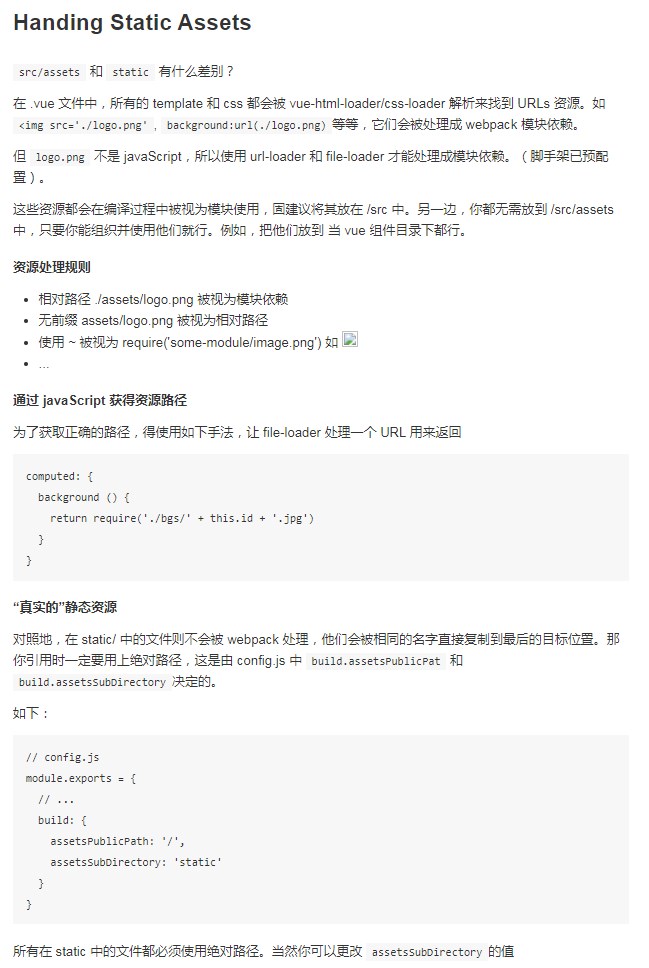 Handing Static Assets
src/assets 和 static 有什么差别？
在 .vue 文件中，所有的 template 和 css 都会被 vue-html-loader/css-loader 解析来找到 URLs 资源。如
<img src='./logo.png' , background:url(./logo.png) 等等，它们会被处理成 webpack 模块依赖。
但 logo.png 不是 javaScript，所以使用 url-loader 和 file-loader 才能处理成模块依赖。（脚手架已预配
置）。
这些资源都会在编译过程中被视为模块使用，固建议将其放在 /src 中。另一边，你都无需放到 /src/assets
中，只要你能组织并使用他们就行。例如，把他们放到 当 vue 组件目录下都行。
资源处理规则
• 相对路径 ./assets/logo.png 被视为模块依赖
• 无前缀 assets/logo.png 被视为相对路径
• 使用 ~ 被视为 require('some-module/image.png') 如
• ...
通过 javaScript 获得资源路径
为了获取正确的路径，得使用如下手法，让 file-loader 处理一个 URL 用来返回
computed: {
  background () {
    return require('./bgs/' + this.id + '.jpg')
  }
}
“真实的”静态资源
对照地，在 static/ 中的文件则不会被 webpack 处理，他们会被相同的名字直接复制到最后的目标位置。那
你引用时一定要用上绝对路径，这是由 config.js 中 build.assetsPublicPat 和
build.assetsSubDirectory 决定的。
如下：
// config.js
module.exports = {
  // ...
  build: {
    assetsPublicPath: '/',
    assetsSubDirectory: 'static'
  }
}
所有在 static 中的文件都必须使用绝对路径。当然你可以更改 assetsSubDirectory 的值